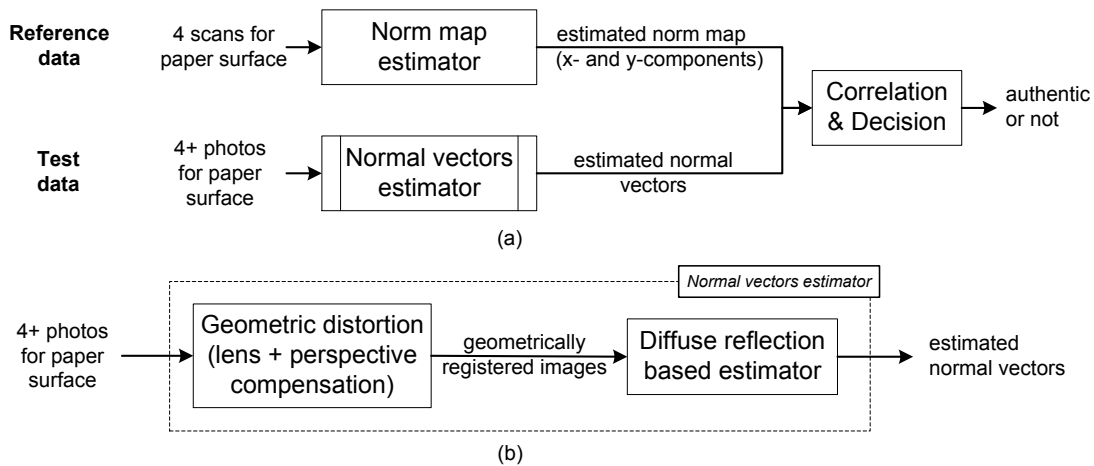 Reference
data
4 scans for
paper surface
Norm map
estimator
estimated norm map
(x- and y-components)
Correlation
& Decision
authentic
or not
Test
data
4+ photos
for paper
surface
Normal vectors
estimator
estimated normal
vectors
(a)
Normal vectors estimator
4+ photos
for paper
surface
Geometric distortion
(lens + perspective
compensation)
geometrically
registered images
Diffuse reflection
based estimator
estimated
normal vectors
(b)